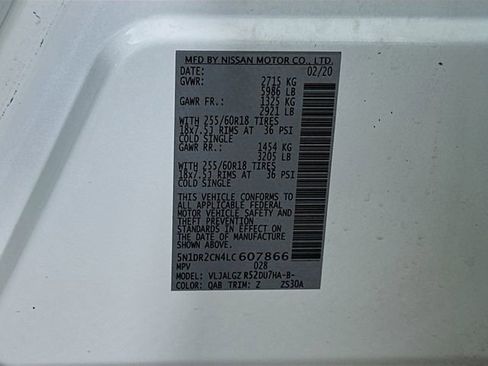 MFD BY NISSAN MOTOR CO., LTD.
DATE: 02/20
GVWR: 2715 KG
5986 LB
GAWR FR.: 1325 KG
2921 LB
WITH 255/60R18 TIRES
18x7.5J RIMS AT 36 PSI
COLD SINGLE
GAWR RR.: 1454 KG
3205 LB
WITH 255/60R18 TIRES
18x7.5J RIMS AT 36 PSI
COLD SINGLE
THIS VEHICLE CONFORMS TO
ALL APPLICABLE FEDERAL
MOTOR VEHICLE SAFETY AND
THEFT PREVENTION
STANDARDS IN EFFECT ON
THE DATE OF MANUFACTURE
SHOWN ABOVE.
5N1DR2CN4LC607866
MPV 028
MODEL: VLJALGZ R52DU7HA-B-
COLOR: QAB TRIM: Z ZS30A